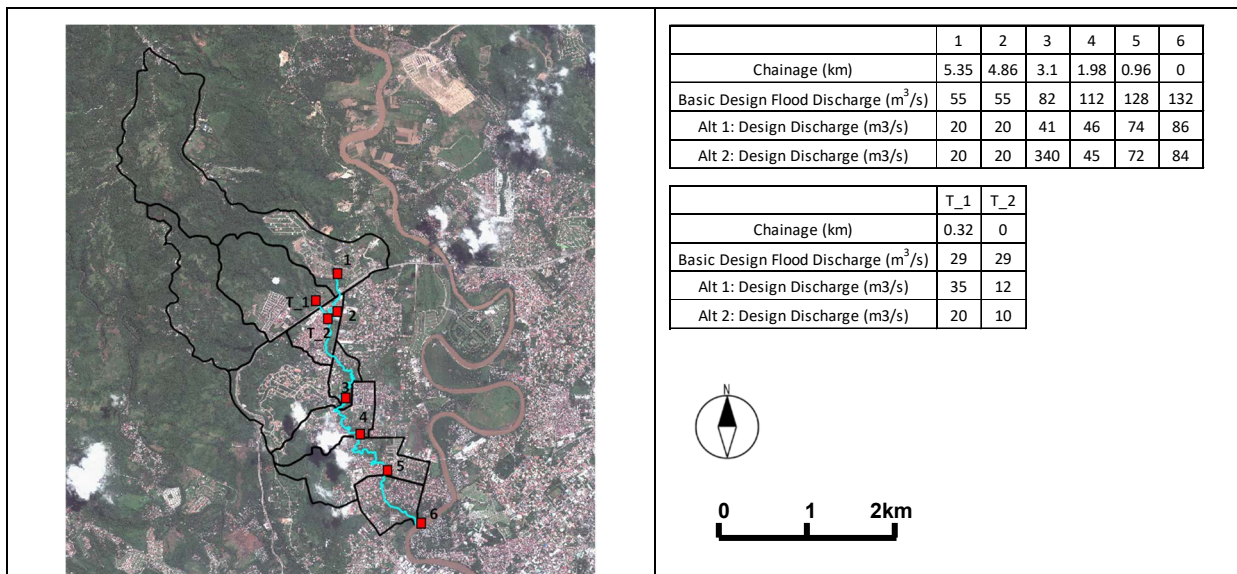 1
T_1
2
T_2
3
4
5
6
1 2 3 4 5 6
Chainage (km) 5.35 4.86 3.1 1.98 0.96 0
Basic Design Flood Discharge (m³/s) 55 55 82 112 128 132
Alt 1: Design Discharge (m3/s) 20 20 41 46 74 86
Alt 2: Design Discharge (m3/s) 20 20 340 45 72 84
T_1 T_2
Chainage (km) 0.32 0
Basic Design Flood Discharge (m³/s) 29 29
Alt 1: Design Discharge (m3/s) 35 12
Alt 2: Design Discharge (m3/s) 20 10
N
0 1 2km